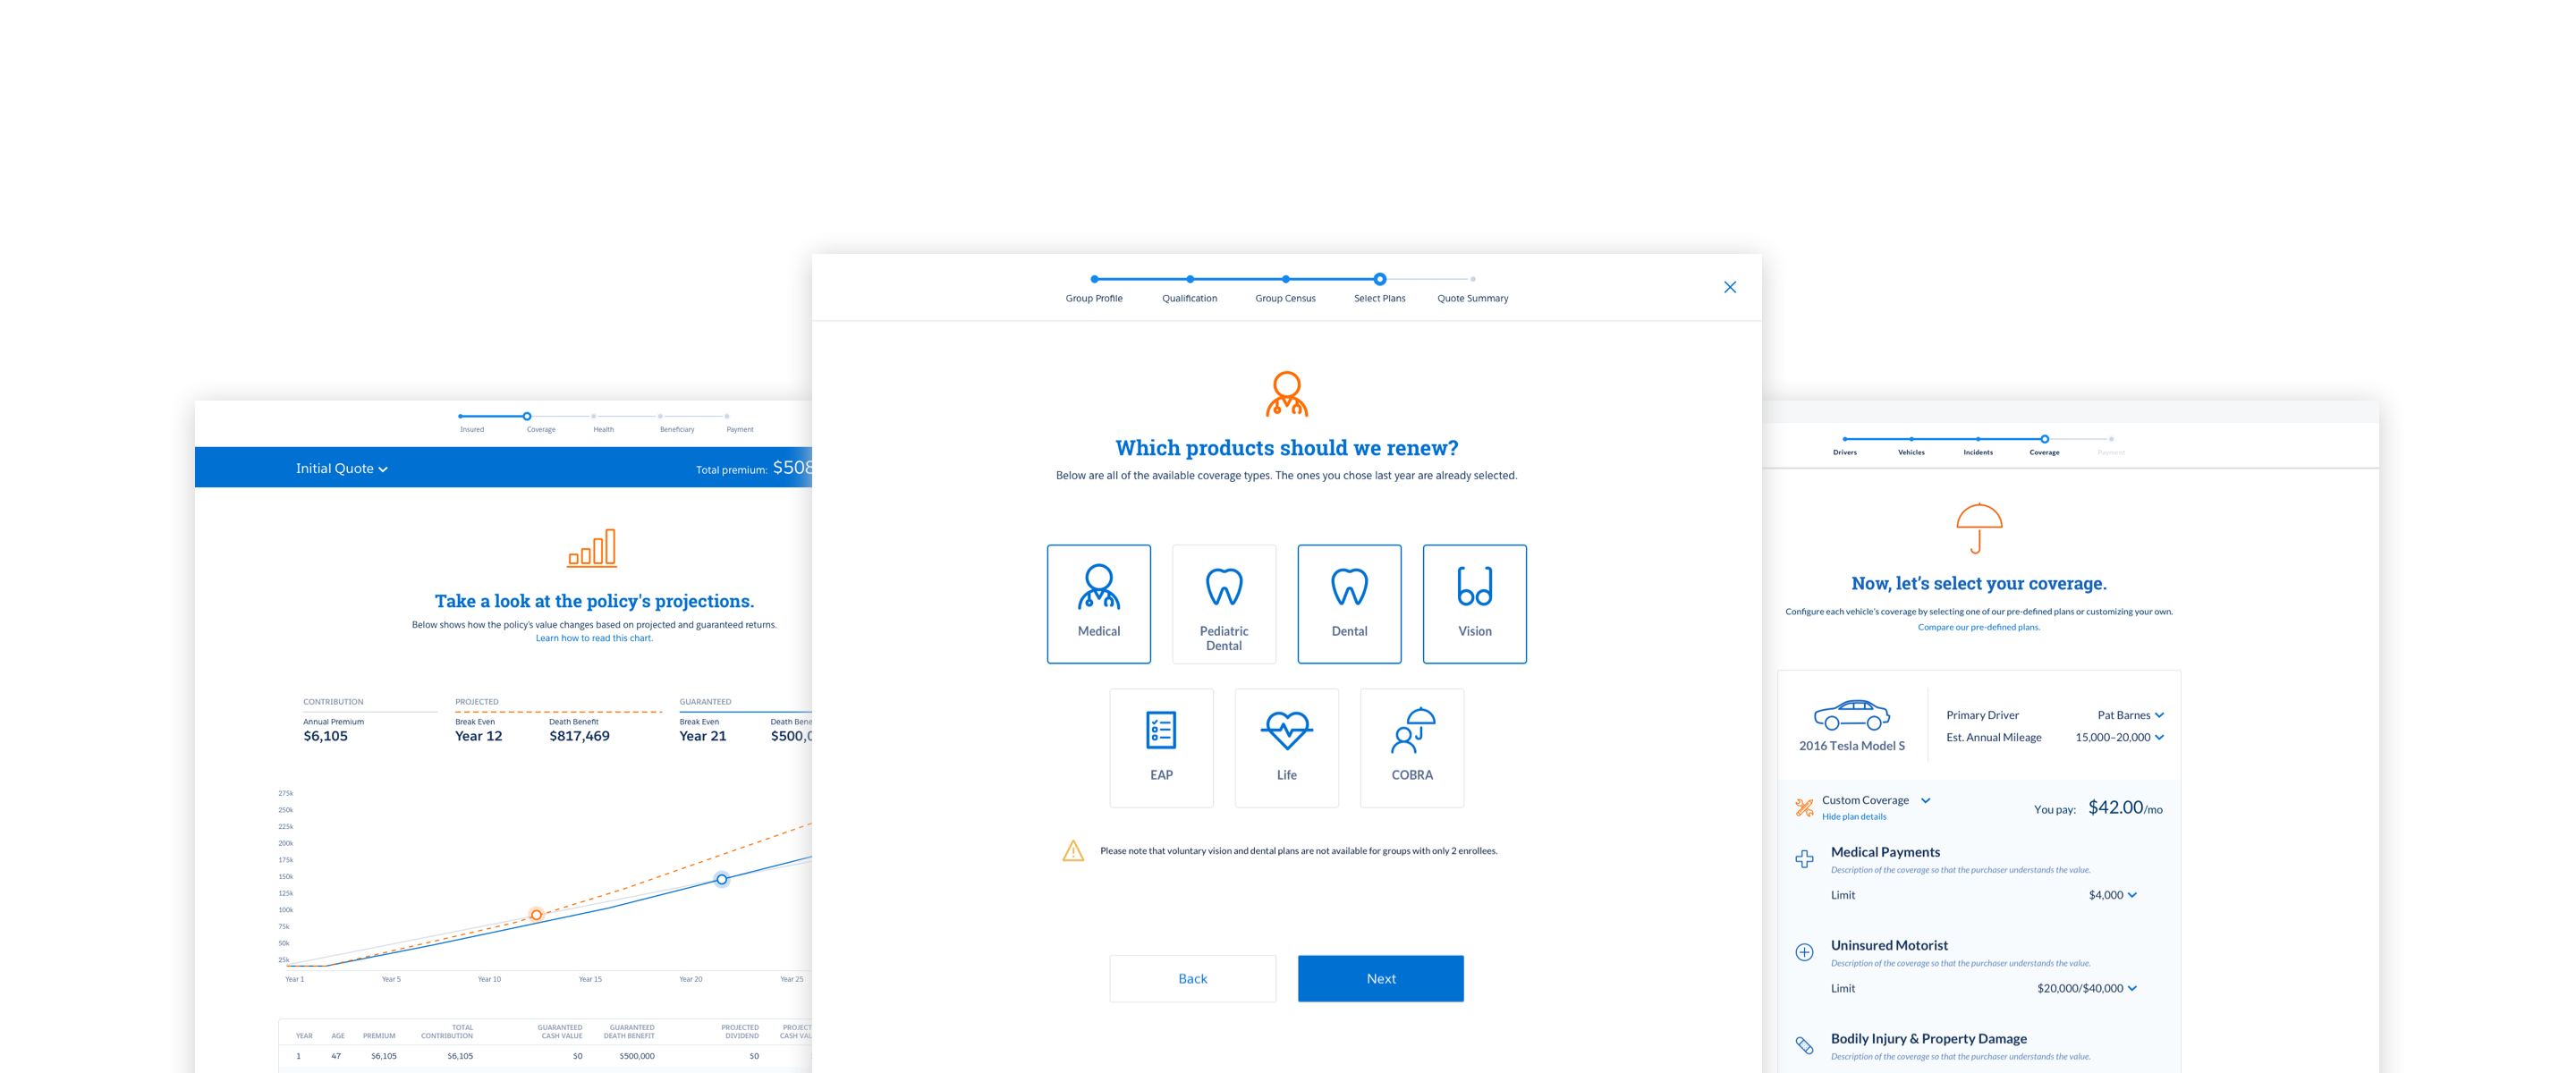 Insured Coverage Health Beneficiary Payment
Initial Quote Total premium: $508
Take a look at the policy's projections.
Below shows how the policy's value changes based on projected and guaranteed returns.
Learn how to read this chart.
CONTRIBUTION PROJECTED GUARANTEED
Annual Premium Break Even Death Benefit Break Even Death Bene
$6,105 Year 12 $817,469 Year 21 $500,0
275k
250k
225k
200k
175k
150k
125k
100k
75k
50k
25k
Year 1 Year 5 Year 10 Year 15 Year 20 Year 25
YEAR AGE PREMIUM TOTAL CONTRIBUTION GUARANTEED CASH VALUE GUARANTEED DEATH BENEFIT PROJECTED DIVIDEND PROJECT CASH VAL
1 47 $6,105 $6,105 $0 $500,000 $0
Group Profile Qualification Group Census Select Plans Quote Summary
Which products should we renew?
Below are all of the available coverage types. The ones you chose last year are already selected.
Medical Pediatric Dental Dental Vision
EAP Life COBRA
Please note that voluntary vision and dental plans are not available for groups with only 2 enrollees.
Back Next
Drivers Vehicles Incidents Coverage Payment
Now, let’s select your coverage.
Configure each vehicle’s coverage by selecting one of our pre-defined plans or customizing your own.
Compare our pre-defined plans.
2016 Tesla Model S
Primary Driver Pat Barnes
Est. Annual Mileage 15,000–20,000
Custom Coverage
Hide plan details
You pay: $42.00/mo
Medical Payments
Description of the coverage so that the purchaser understands the value.
Limit $4,000
Uninsured Motorist
Description of the coverage so that the purchaser understands the value.
Limit $20,000/$40,000
Bodily Injury & Property Damage
Description of the coverage so that the purchaser understands the value.